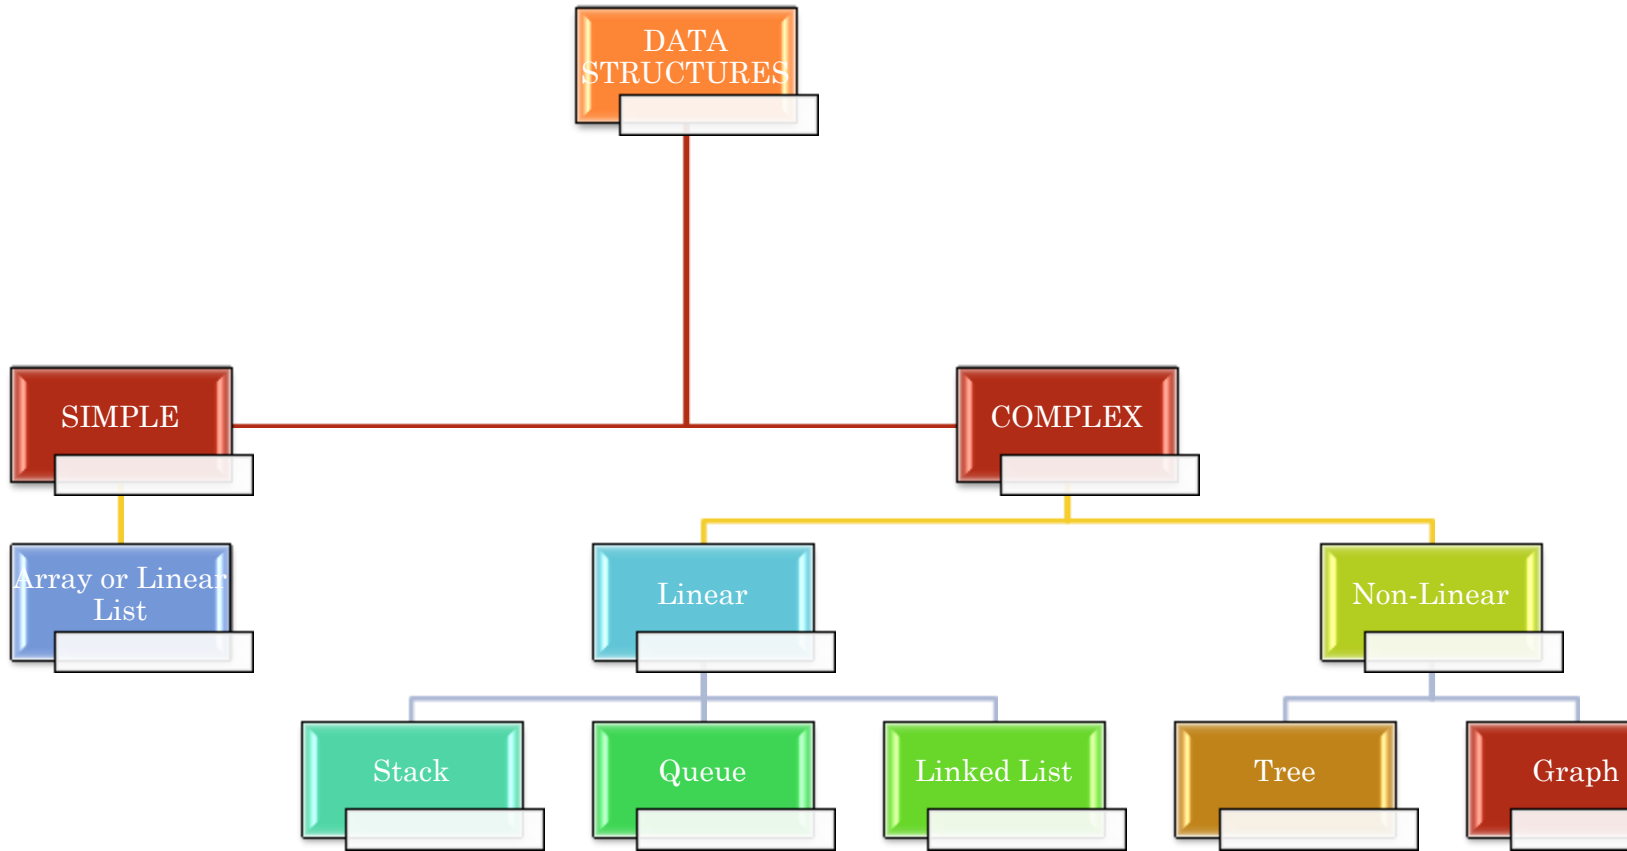 DATA
STRUCTURES
SIMPLE
COMPLEX
Array or Linear
List
Linear
Non-Linear
Stack
Queue
Linked List
Tree
Graph